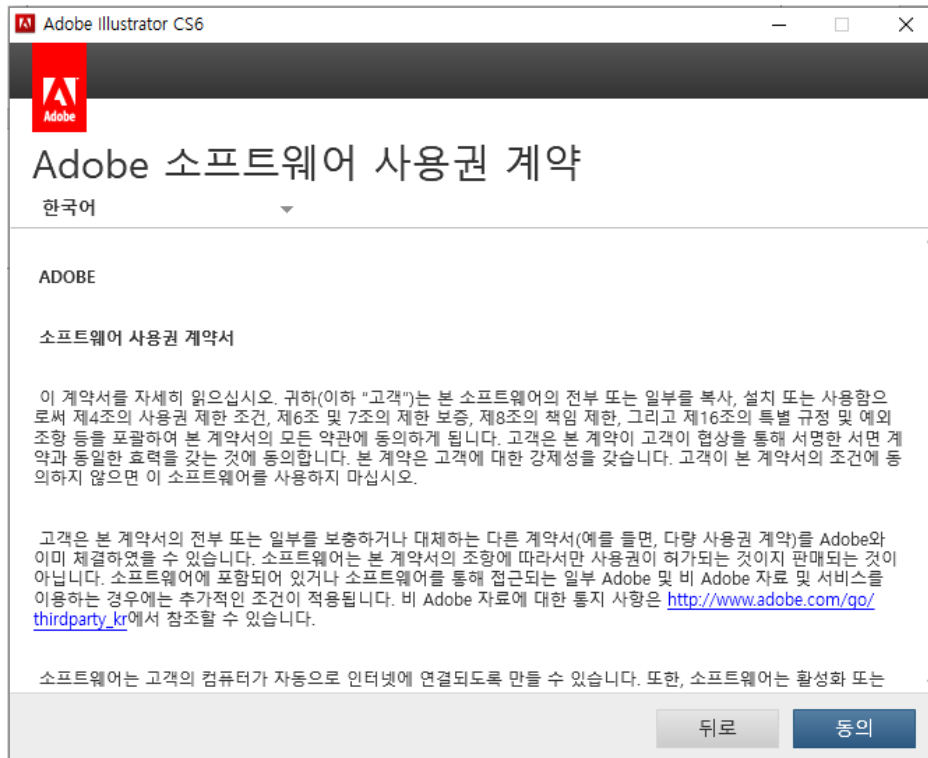 Adobe Illustrator CS6
Adobe
Adobe 소프트웨어 사용권 계약
한국어
ADOBE
소프트웨어 사용권 계약서
이 계약서를 자세히 읽으십시오. 귀하(이하 "고객")는 본 소프트웨어의 전부 또는 일부를 복사, 설치 또는 사용함으
로써 제4조의 사용권 제한 조건, 제6조 및 7조의 제한 보증, 제8조의 책임 제한, 그리고 제16조의 특별 규정 및 예외
조항 등을 포괄하여 본 계약서의 모든 약관에 동의하게 됩니다. 고객은 본 계약이 고객이 협상을 통해 서명한 서면 계
약과 동일한 효력을 갖는 것에 동의합니다. 본 계약은 고객에 대한 강제성을 갖습니다. 고객이 본 계약서의 조건에 동
의하지 않으면 이 소프트웨어를 사용하지 마십시오.
고객은 본 계약서의 전부 또는 일부를 보충하거나 대체하는 다른 계약서(예를 들면, 다량 사용권 계약)를 Adobe와
이미 체결하였을 수 있습니다. 소프트웨어는 본 계약서의 조항에 따라서만 사용권이 허가되는 것이지 판매되는 것이
아닙니다. 소프트웨어에 포함되어 있거나 소프트웨어를 통해 접근되는 일부 Adobe 및 비 Adobe 자료 및 서비스를
이용하는 경우에는 추가적인 조건이 적용됩니다. 비 Adobe 자료에 대한 통지 사항은 http://www.adobe.com/go/
thirdparty_kr에서 참조할 수 있습니다.
소프트웨어는 고객의 컴퓨터가 자동으로 인터넷에 연결되도록 만들 수 있습니다. 또한, 소프트웨어는 활성화 또는
뒤로
동의